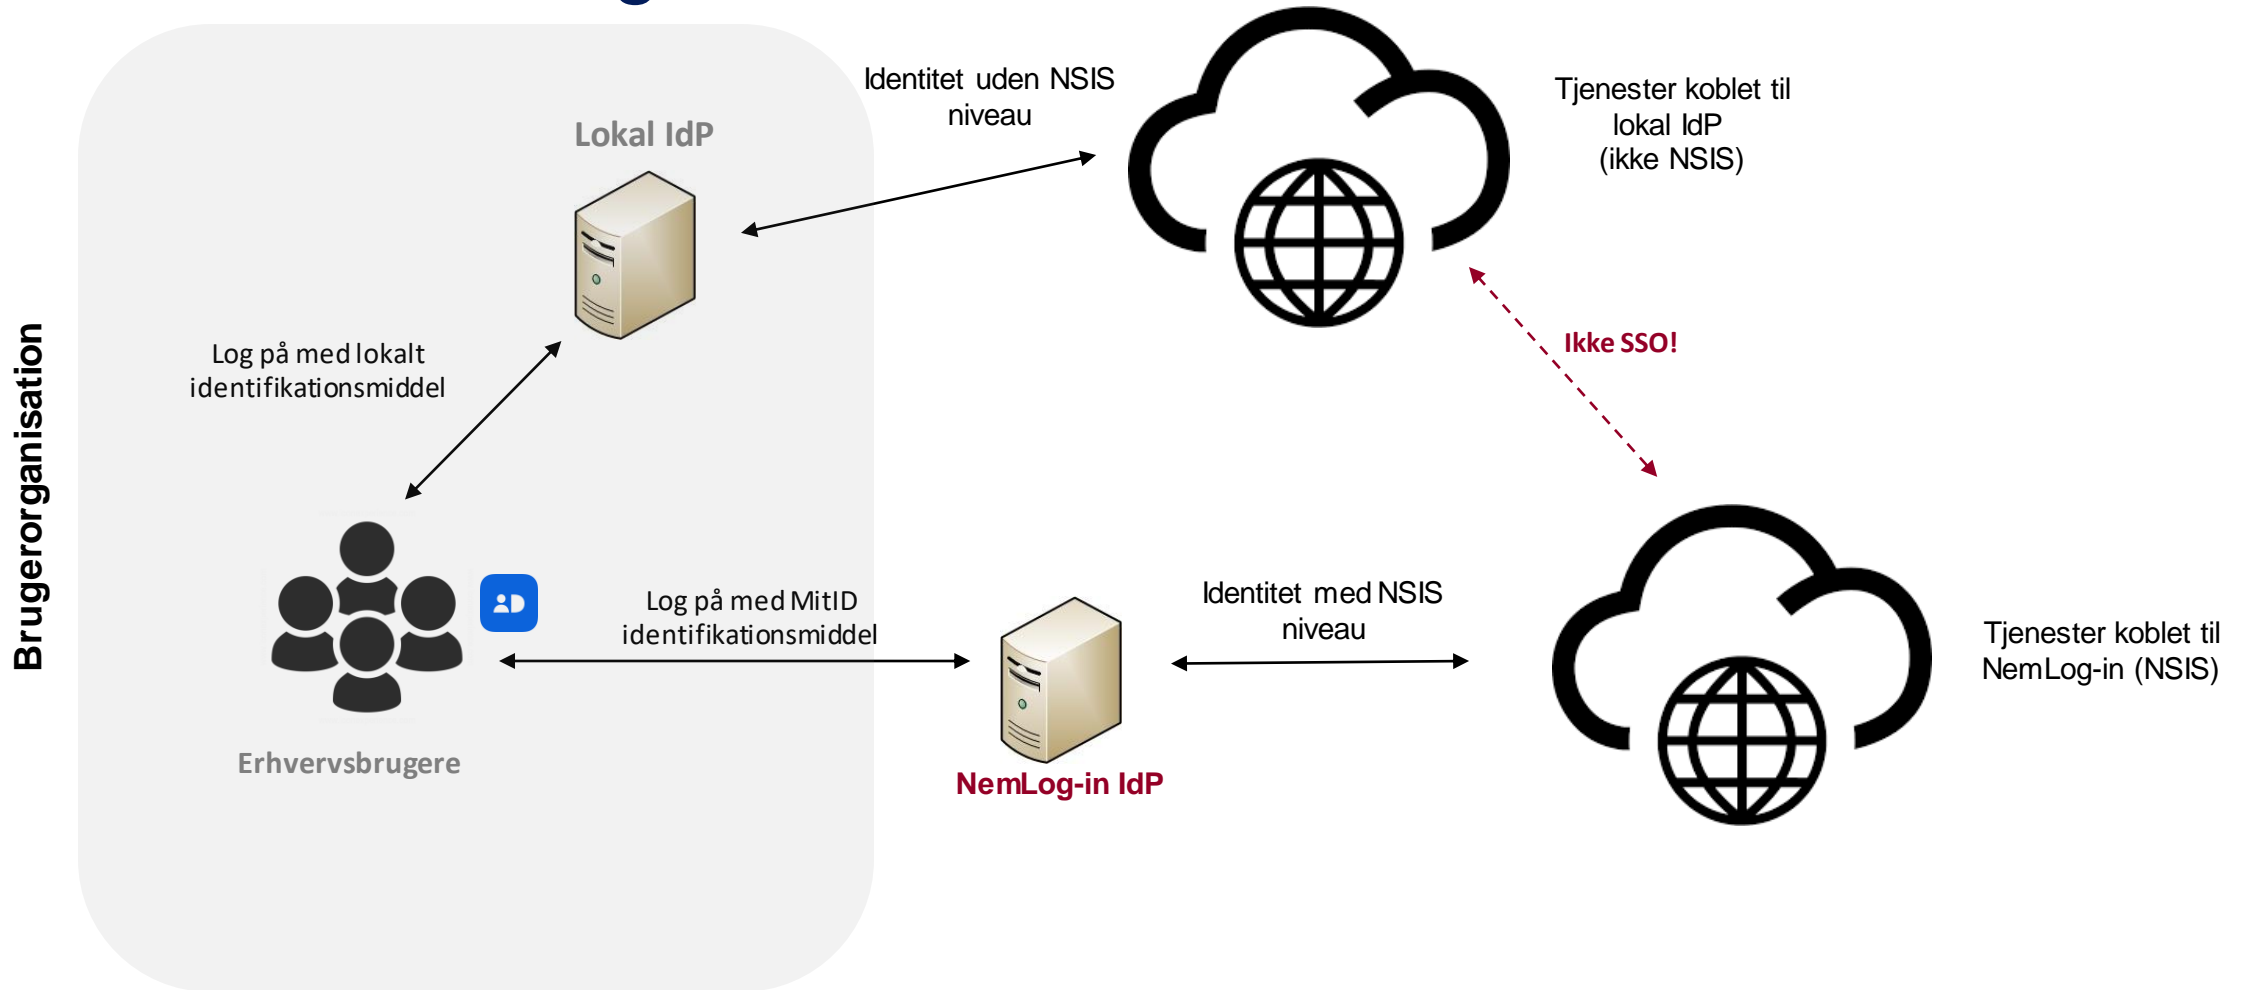 Identitet uden NSIS
niveau
Tjenester koblet til
lokal IdP
(ikke NSIS)
Lokal IdP
Ikke SSO!
Log på med lokalt
identifikationsmiddel
Brugerorganisation
Log på med MitID
identifikationsmiddel
Identitet med NSIS
niveau
Tjenester koblet til
NemLog-in (NSIS)
Erhvervsbrugere
NemLog-in IdP